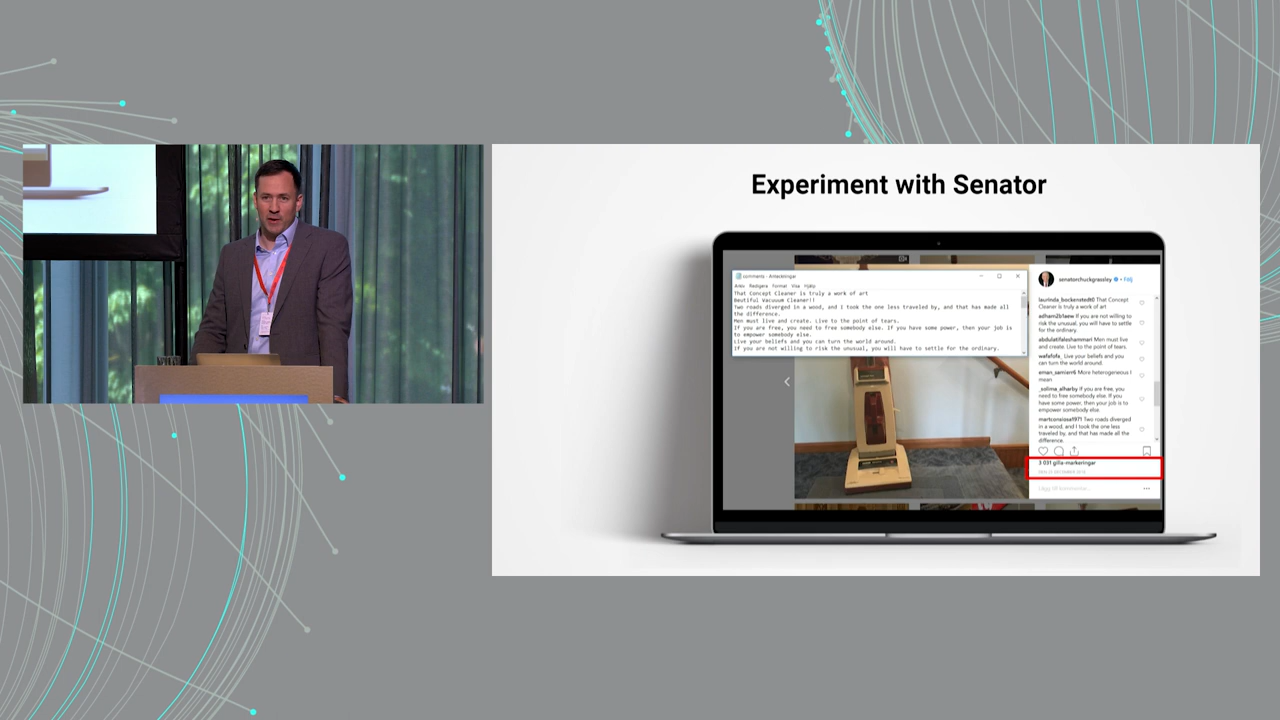 Experiment with Senator
comments - Anteckningar
Arkiv Redigera Format Visa Hjälp
That Concept Cleaner is truly a work of art
Beutiful Vacuum Cleaner!!
Two roads diverged in a wood, and i took the one less traveled by, and that has made all
the difference.
Men must live and create. Live to the point of tears.
If you are free, you need to free somebody else. If you have some power, then your job is
to empower somebody else.
Live your beliefs and you can turn the world around.
If you are not willing to risk the unusual, you will have to settle for the ordinary.
senatorchuckgrassley • Följ
laurinda_bockenstedt6 That Concept
Cleaner is truly a work of art
If you are not willing to
risk the unusual, you will have to settle
for the ordinary
abdulatifaleshammari Men must live
and create. Live to the point of tears.
wafafofa_ Live your beliefs and you
can turn the world around.
eman_samierr6 More heterogeneous I
mean
_salma_alharby If you are free, you
need to free somebody else. If you
have some power, then your job is to
empower somebody else.
Two roads diverged
in a wood, and I took the one less
traveled by, and that has made all the
difference.
3 031 gilla-markeringar
DEN 25 DECEMBER
Lägg till kommentar...